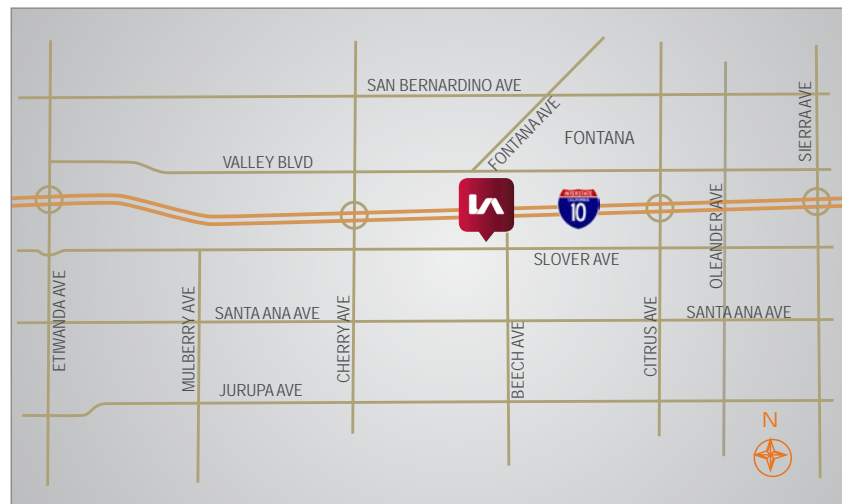 SAN BERNARDINO AVE
FONTANA AVE
FONTANA
SIERRA AVE
VALLEY BLVD
INTERSTATE
CALIFORNIA
10
OLEANDER AVE
SLOVER AVE
ETIWANDA AVE
MULBERRY AVE
SANTA ANA AVE
CHERRY AVE
BEECH AVE
CITRUS AVE
SANTA ANA AVE
JURUPA AVE
N